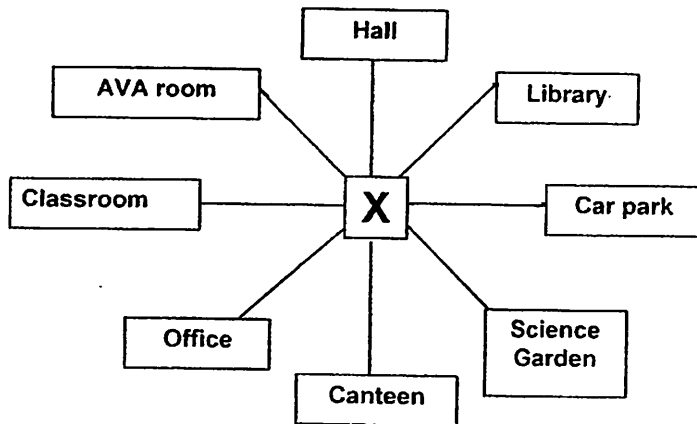 Hall
AVA room
Library
Classroom
X
Car park
Office
Science
Garden
Canteen